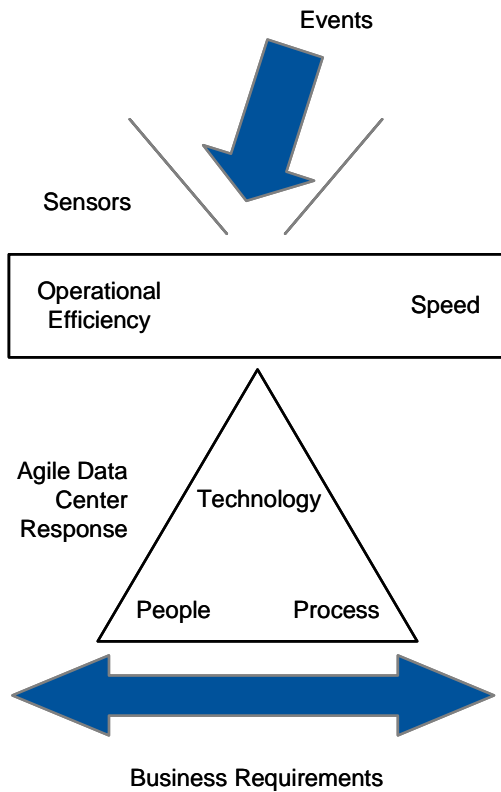 Events
Sensors
Operational
Efficiency
Speed
Agile Data
Center
Response
Technology
People
Process
Business Requirements